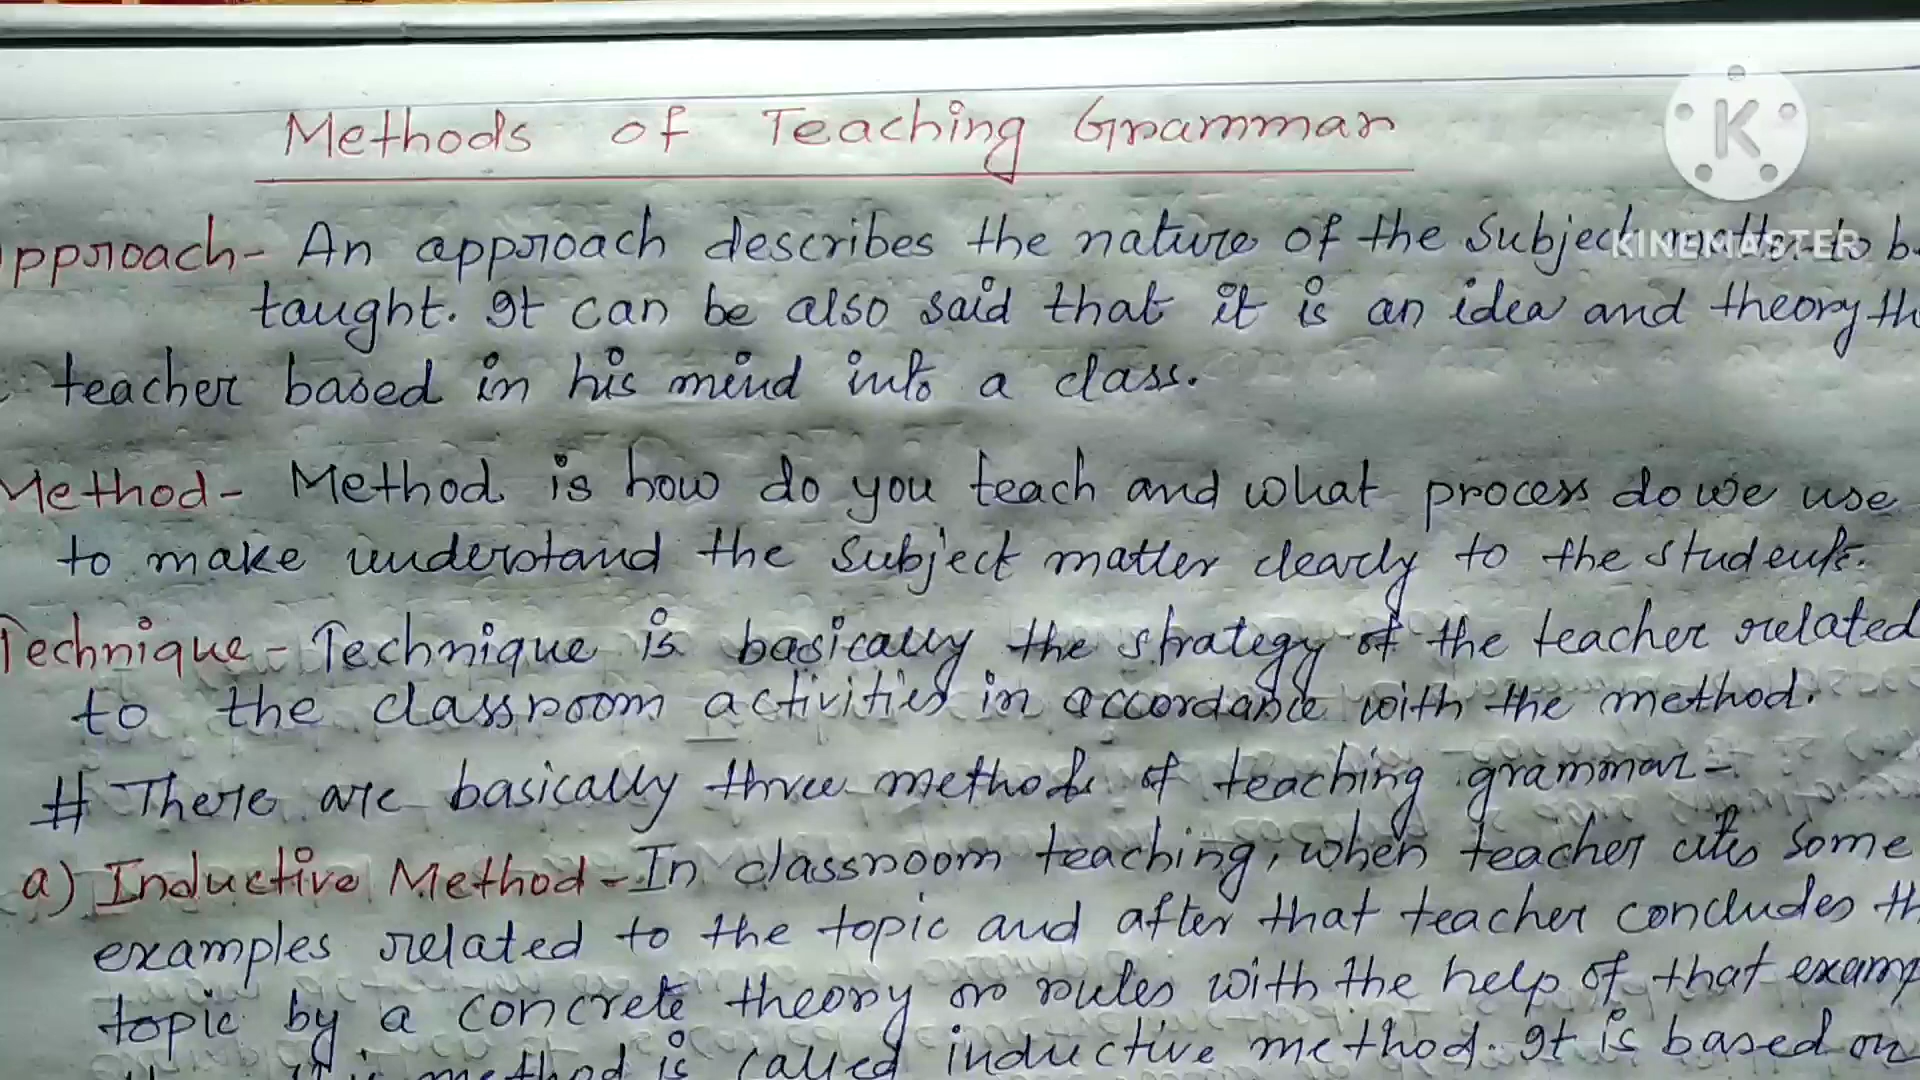 Methods of Teaching Grammar
K
KINEMASTER
pproach- An approach describes the nature of the subject matter to b
taught. It can be also said that it is an idea and theory th
teacher based in his mind into a class.
Method- Method is how do you teach and what process do we use
to make understand the subject matter clearly to the students.
Technique- Technique is basically the strategy of the teacher related
to the classroom activities in accordance with the method.
# There are basically three methods of teaching grammar-
a) Inductive Method- In classroom teaching, when teacher cites some
examples related to the topic and after that teacher concludes th
topic by a concrete theory or rules with the help of that examp
method is called inductive method. It is based on